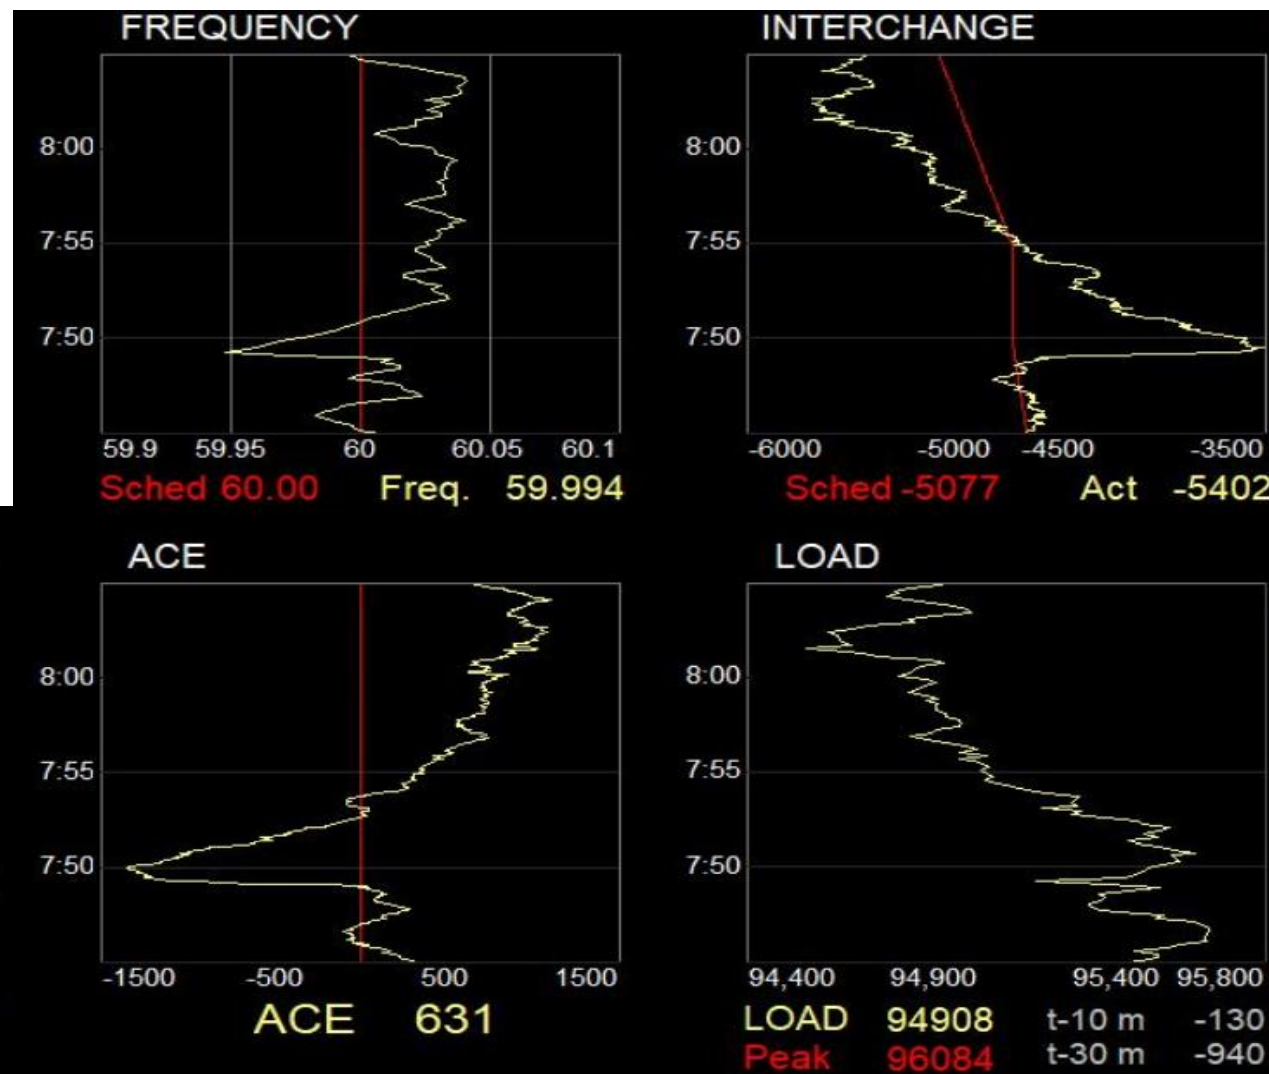 FREQUENCY
8:00
7:55
7:50
59.9 59.95 60 60.05 60.1
Sched 60.00 Freq. 59.994
INTERCHANGE
8:00
7:55
7:50
-6000 -5000 -4500 -3500
Sched -5077 Act -5402
ACE
8:00
7:55
7:50
-1500 -500 500 1500
ACE 631
LOAD
8:00
7:55
7:50
94,400 94,900 95,400 95,800
LOAD 94908 t-10 m -130
Peak 96084 t-30 m -940